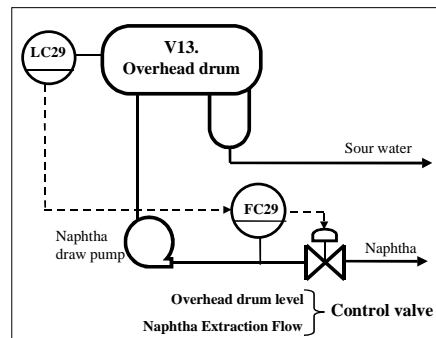 LC29
V13.
Overhead drum
Sour water
FC29
Naphtha
draw pump
Naphtha
Overhead drum level
Naphtha Extraction Flow
Control valve